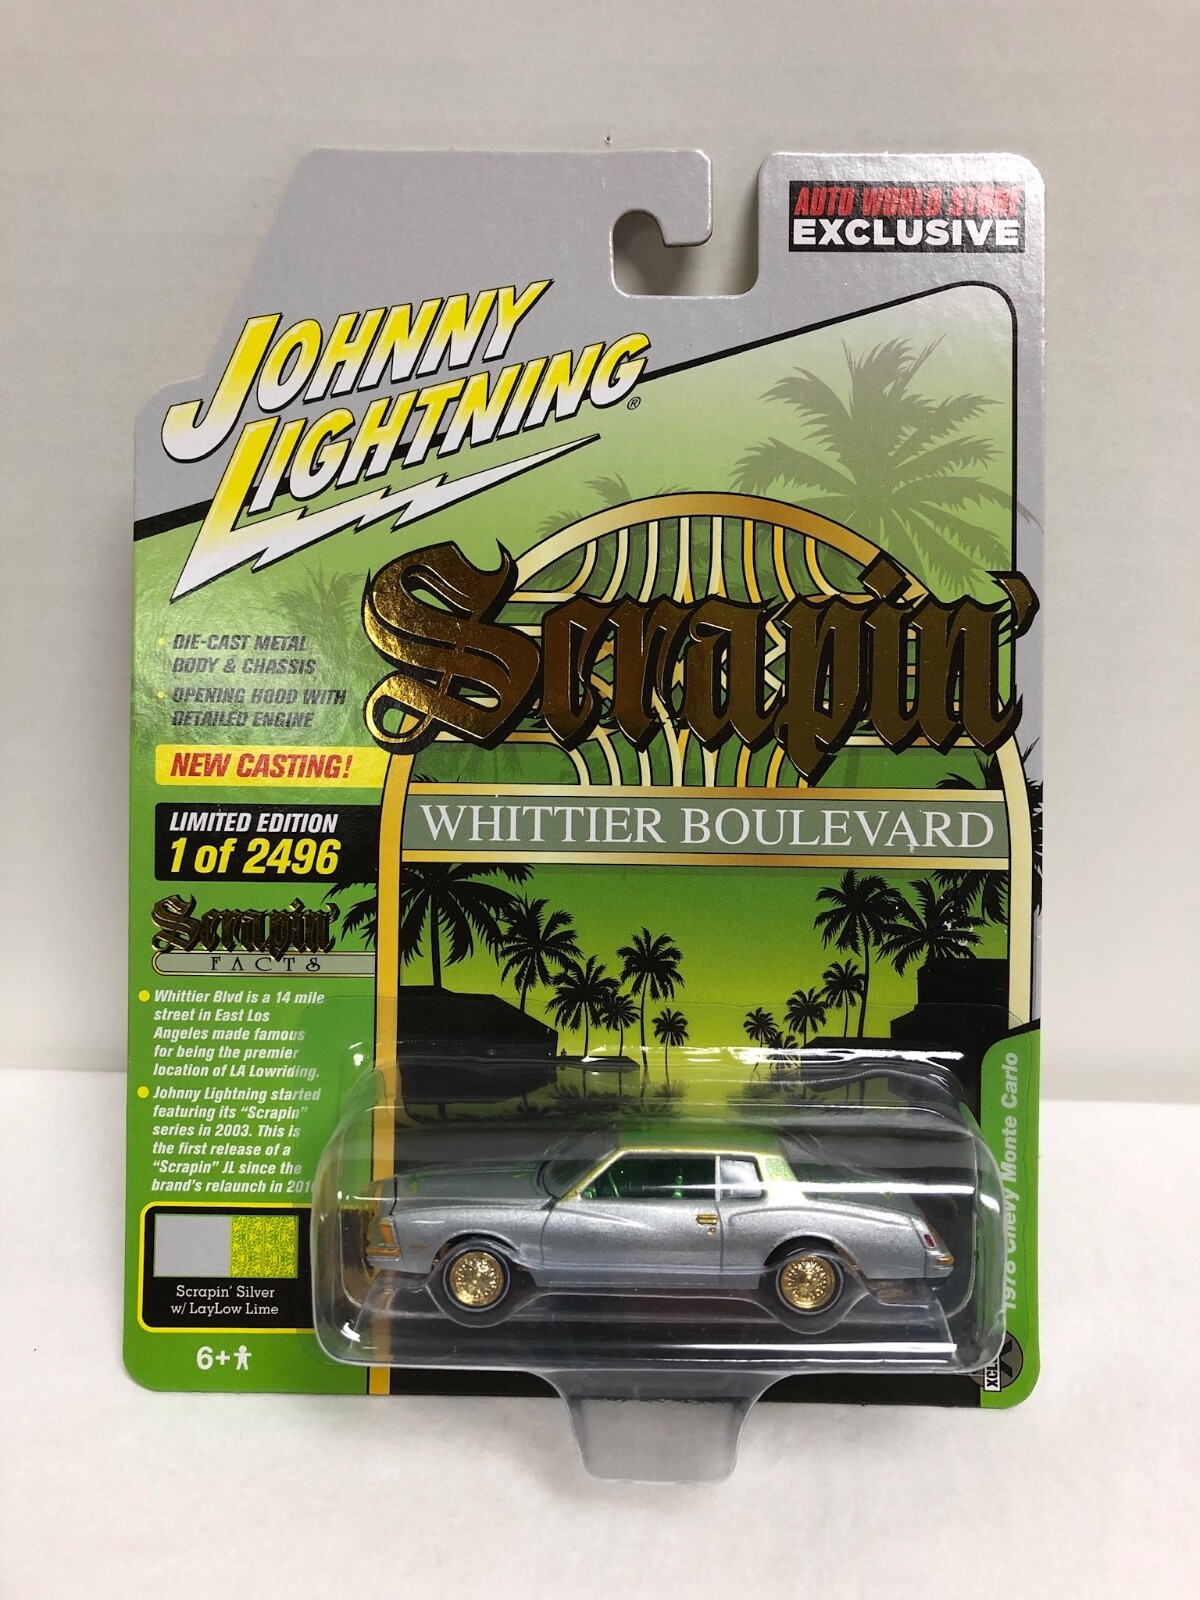 AUTO WORLD STORE
EXCLUSIVE
JOHNNY
LIGHTNING®
Scrapin'
• DIE-CAST METAL
BODY & CHASSIS
• OPENING HOOD WITH
DETAILED ENGINE
NEW CASTING!
WHITTIER BOULEVARD
LIMITED EDITION
1 of 2496
Scrapin'
FACTS
• Whittier Blvd is a 14 mile
street in East Los
Angeles made famous
for being the premier
location of LA Lowriding.
• Johnny Lightning started
featuring its "Scrapin"
series in 2003. This is
the first release of a
"Scrapin" JL since the
brand's relaunch in
Scrapin' Silver
w/ LayLow Lime
6+
1978 Chevy Monte Carlo